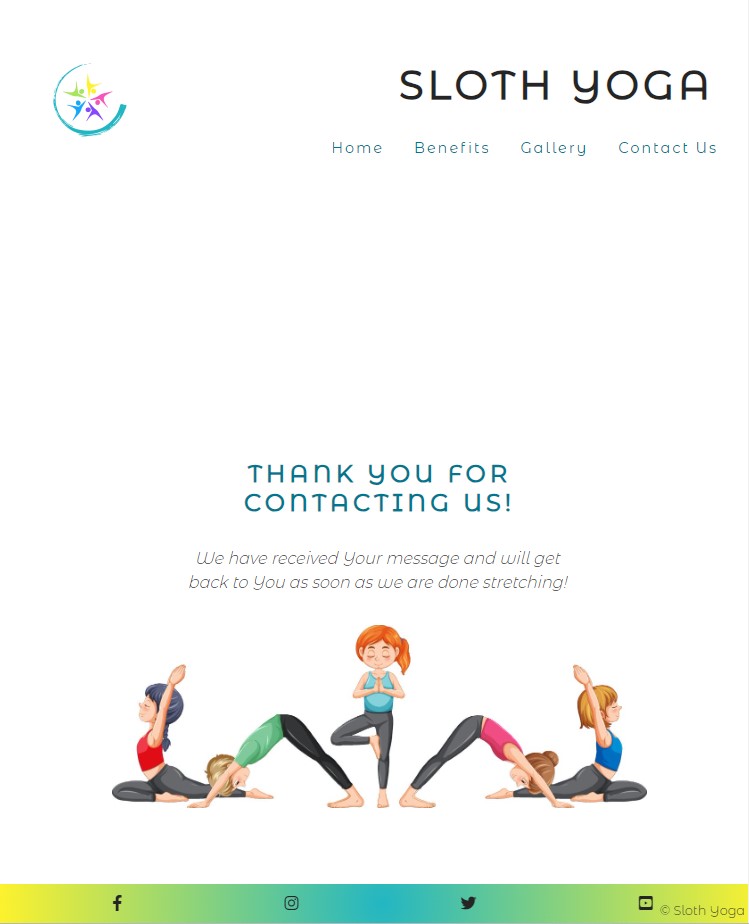 SLOTH YOGA
Home Benefits Gallery Contact Us
THANK YOU FOR
CONTACTING US!
We have received Your message and will get
back to You as soon as we are done stretching!
© Sloth Yoga